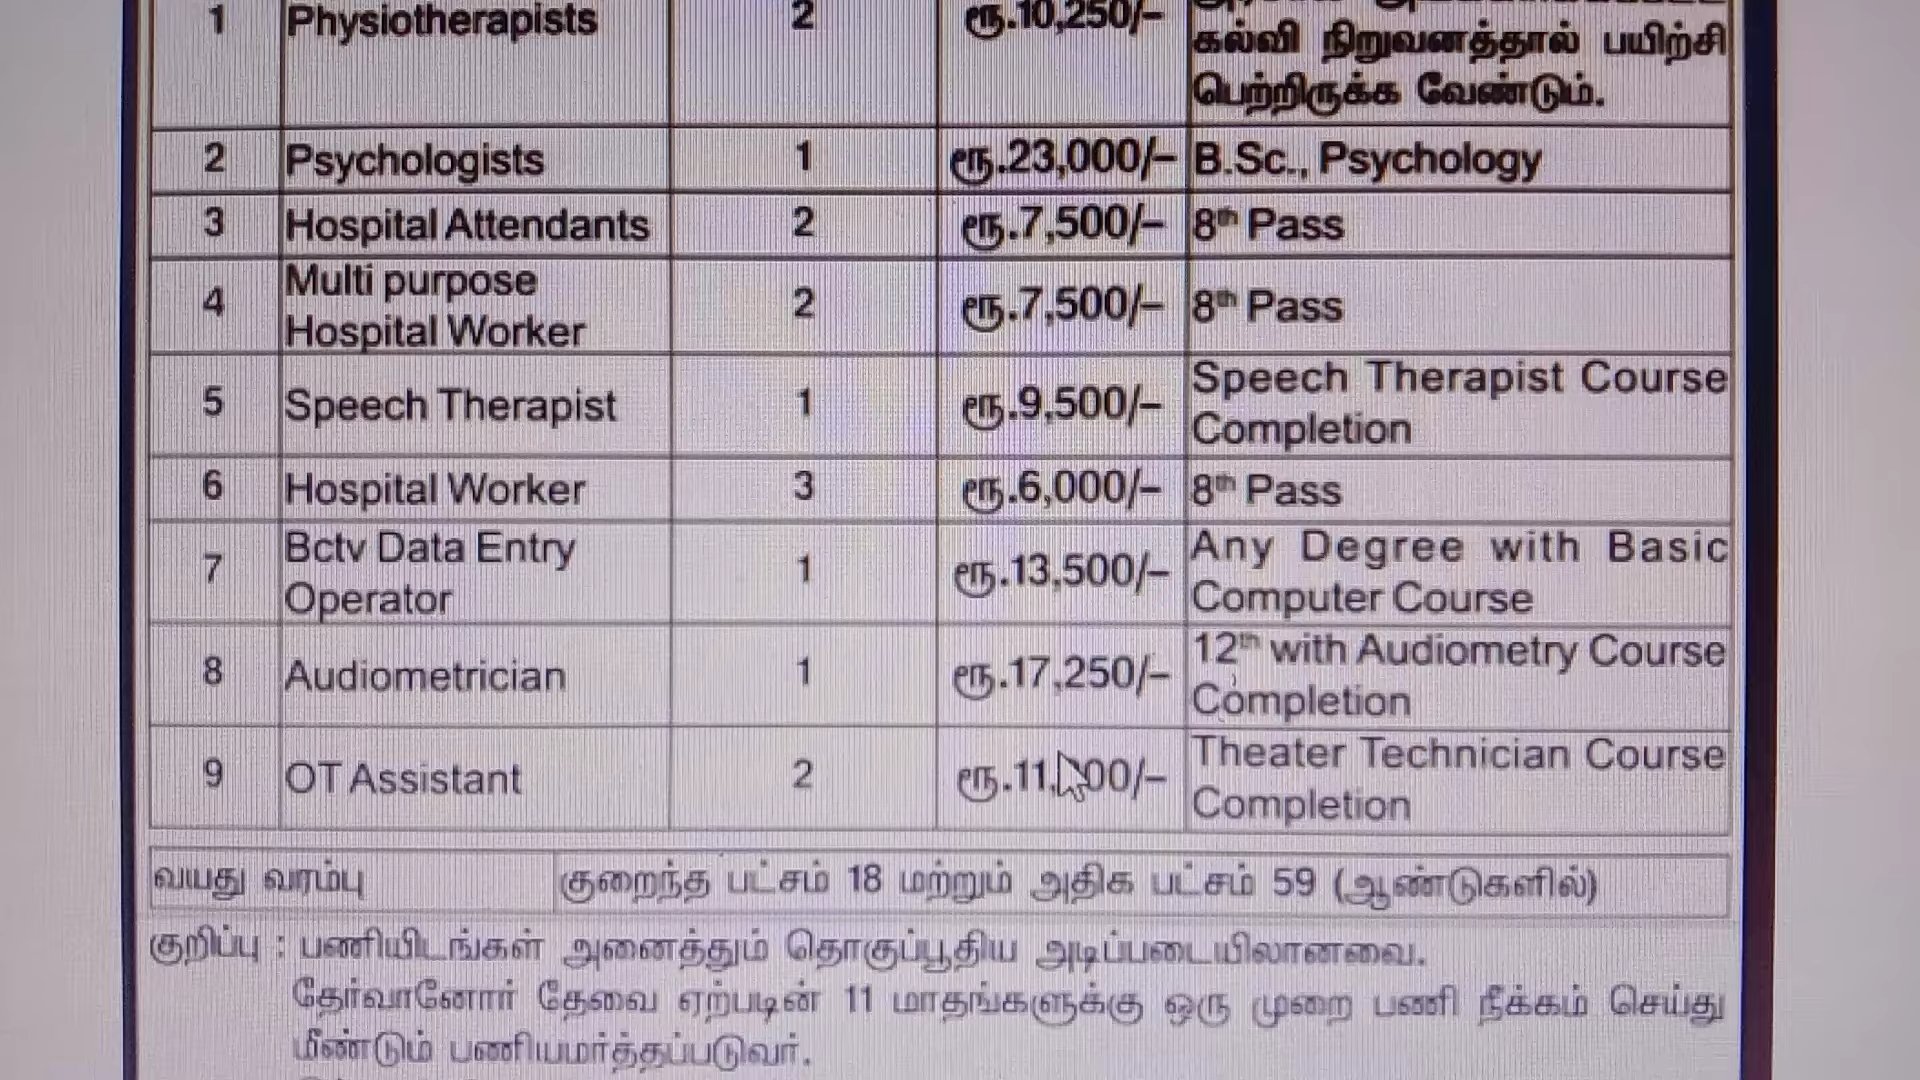 1 Physiotherapists 2 ரூ.10,250/–
கல்வி நிறுவனத்தால் பயிற்சி
பெற்றிருக்க வேண்டும்.
2 Psychologists 1 ரூ.23,000/– B.Sc., Psychology
3 Hospital Attendants 2 ரூ.7,500/– 8th Pass
4 Multi purpose
Hospital Worker 2 ரூ.7,500/– 8th Pass
5 Speech Therapist 1 ரூ.9,500/– Speech Therapist Course
Completion
6 Hospital Worker 3 ரூ.6,000/– 8th Pass
7 Bctv Data Entry
Operator 1 ரூ.13,500/– Any Degree with Basic
Computer Course
8 Audiometrician 1 ரூ.17,250/– 12th with Audiometry Course
Completion
9 OT Assistant 2 Theater Technician Course
Completion
வயது வரம்பு குறைந்த பட்சம் 18 மற்றும் அதிக பட்சம் 59 (ஆண்டுகளில்)
குறிப்பு : பணியிடங்கள் அனைத்தும் தொகுப்பூதிய அடிப்படையிலானவை.
தேர்வானோர் தேவை ஏற்படின் 11 மாதங்களுக்கு ஒரு முறை பணி நீக்கம் செய்து
மீண்டும் பணியமர்த்தப்படுவர்.